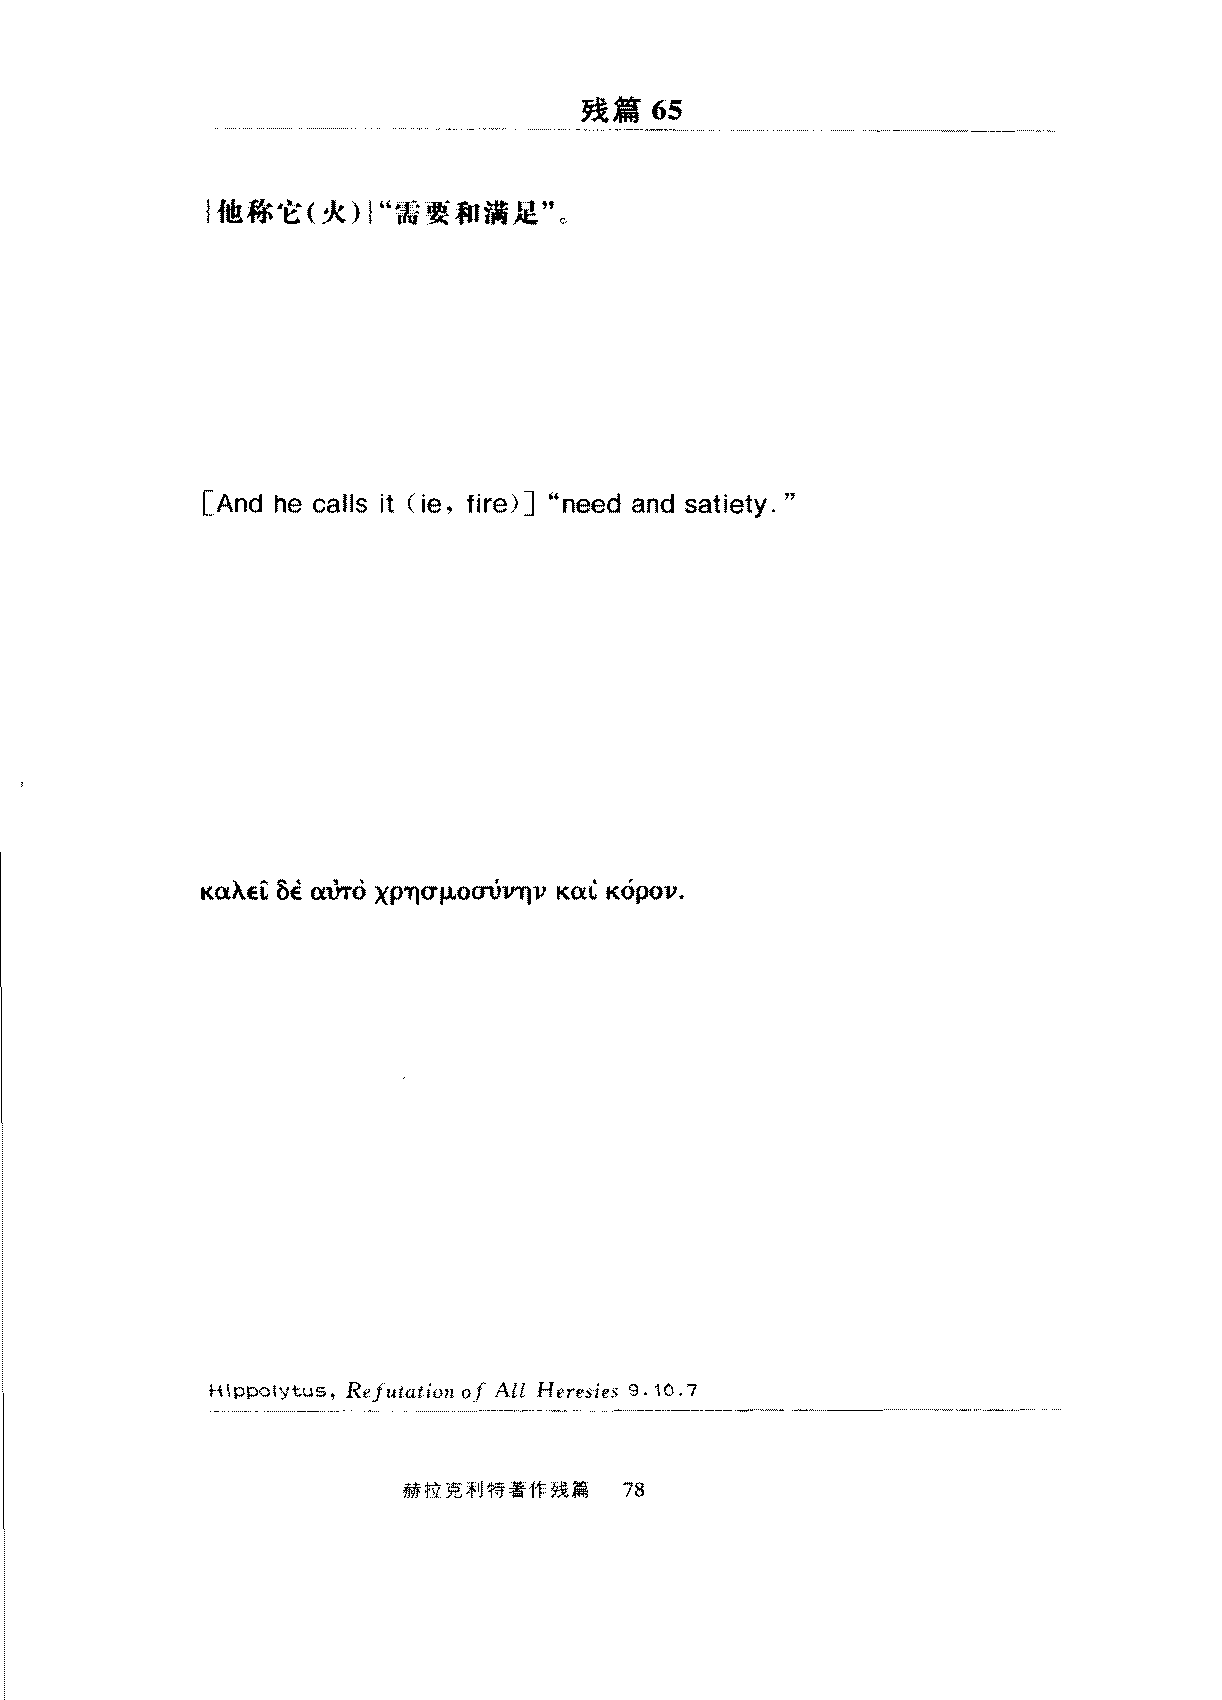 残篇 65
[他称它(火)]“需要和满足”。
[And he calls it (ie, fire)] “need and satiety.”
καλεῖ δὲ αὐτὸ χρησμοσύνην καὶ κόρον.
Hippolytus, Refutation of All Heresies 9.10.7
赫拉克利特著作残篇 78